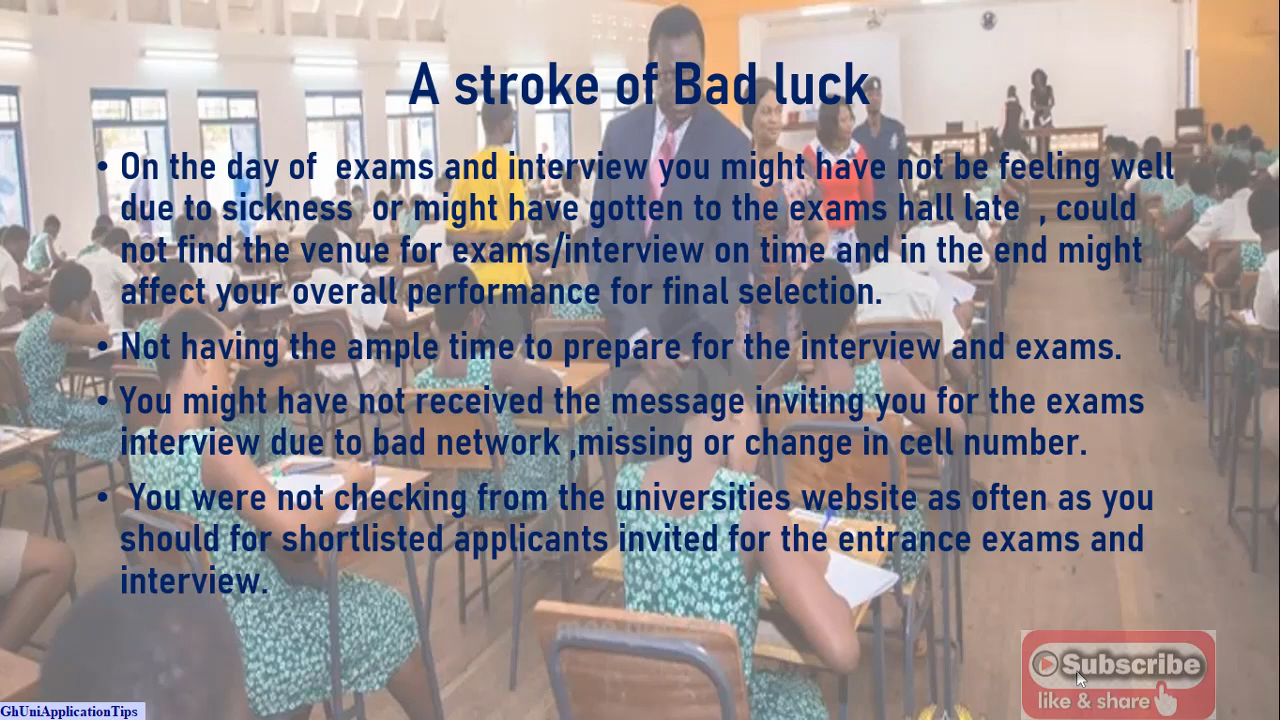 A stroke of Bad luck
• On the day of exams and interview you might have not be feeling well
due to sickness or might have gotten to the exams hall late , could
not find the venue for exams/interview on time and in the end might
affect your overall performance for final selection.
• Not having the ample time to prepare for the interview and exams.
• You might have not received the message inviting you for the exams
interview due to bad network ,missing or change in cell number.
• You were not checking from the universities website as often as you
should for shortlisted applicants invited for the entrance exams and
interview.
Subscribe
like & share
GhUniApplicationTips